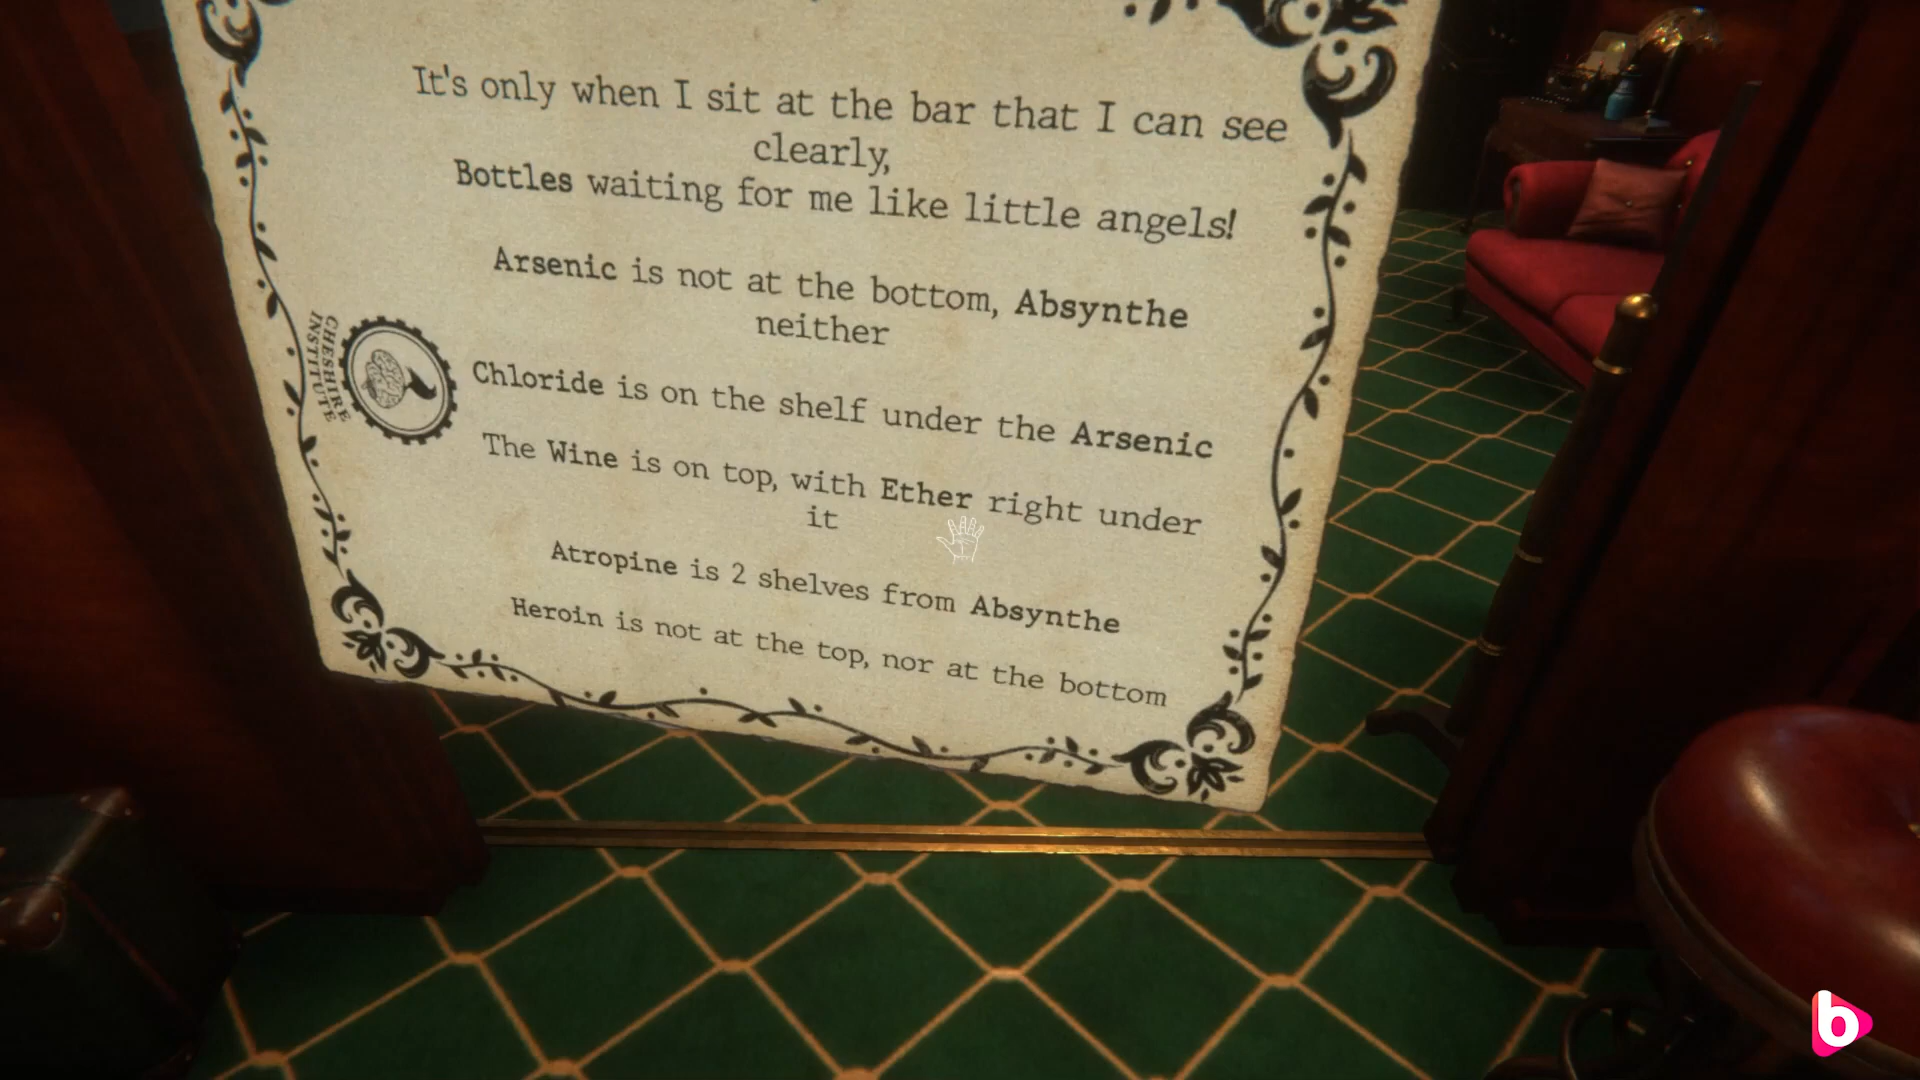 It's only when I sit at the bar that I can see
clearly,
Bottles waiting for me like little angels!
Arsenic is not at the bottom, Absynthe
neither
Chloride is on the shelf under the Arsenic
The Wine is on top, with Ether right under
it
Atropine is 2 shelves from Absynthe
Heroin is not at the top, nor at the bottom
CHESHIRE
INSTITUTE
b